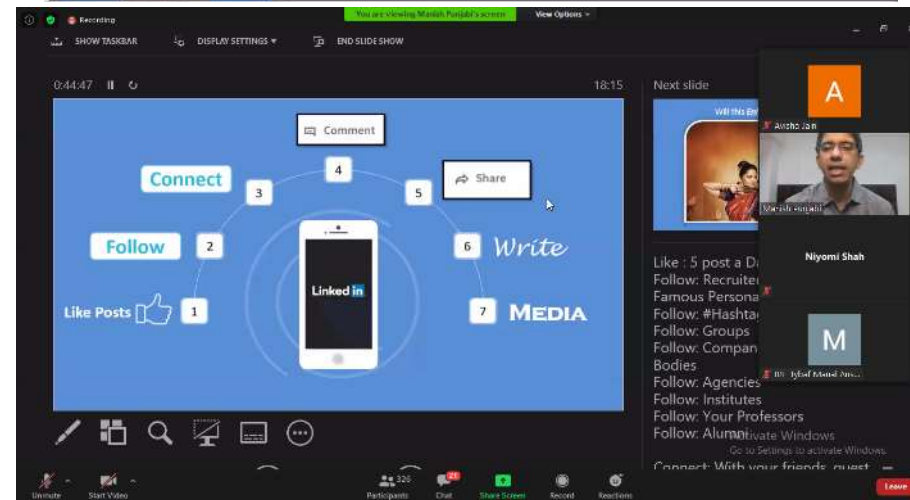 Recording
You are viewing Manish Punjabi's screen
View Options
SHOW TASKBAR
DISPLAY SETTINGS
END SLIDE SHOW
0:44:47
18:15
Next slide
Comment
Connect
4
3
5
Share
Follow
2
6
Write
Like Posts
1
Linked in
7
MEDIA
Will this
A
Manish Punjabi
Niyomi Shah
M
Like : 5 post a
Follow:
Famous
Follow:
Follow: Groups
Follow:
Bodies
Follow: Agencies
Follow: Institutes
Follow: Your Professors
Follow: Alumni
Activate Windows
Go to Settings to activate Windows.
Connect: With your friends, guest
Unmute
Start Video
326
Participants
Chat
Share Screen
Record
Reactions
Leave